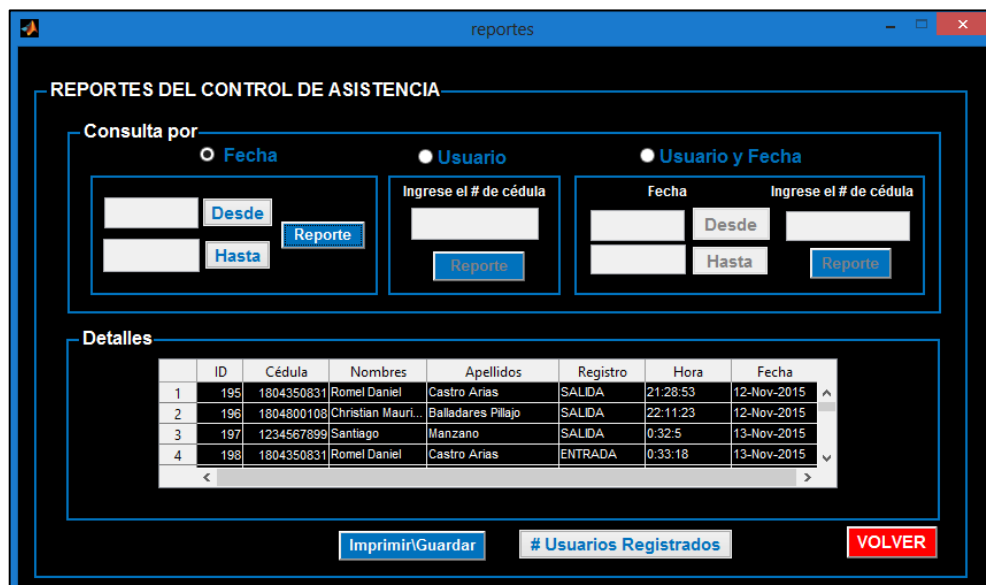 reportes
REPORTES DEL CONTROL DE ASISTENCIA
Consulta por
Fecha
Usuario
Usuario y Fecha
Desde
Hasta
Reporte
Ingrese el # de cédula
Reporte
Fecha
Ingrese el # de cédula
Desde
Hasta
Reporte
Detalles
ID Cédula Nombres Apellidos Registro Hora Fecha
1 195 1804350831 Romel Daniel Castro Arias SALIDA 21:28:53 12-Nov-2015
2 196 1804800108 Christian Mauri... Balladares Pillajo SALIDA 22:11:23 12-Nov-2015
3 197 1234567899 Santiago Manzano SALIDA 0:32:5 13-Nov-2015
4 198 1804350831 Romel Daniel Castro Arias ENTRADA 0:33:18 13-Nov-2015
Imprimir\Guardar
# Usuarios Registrados
VOLVER